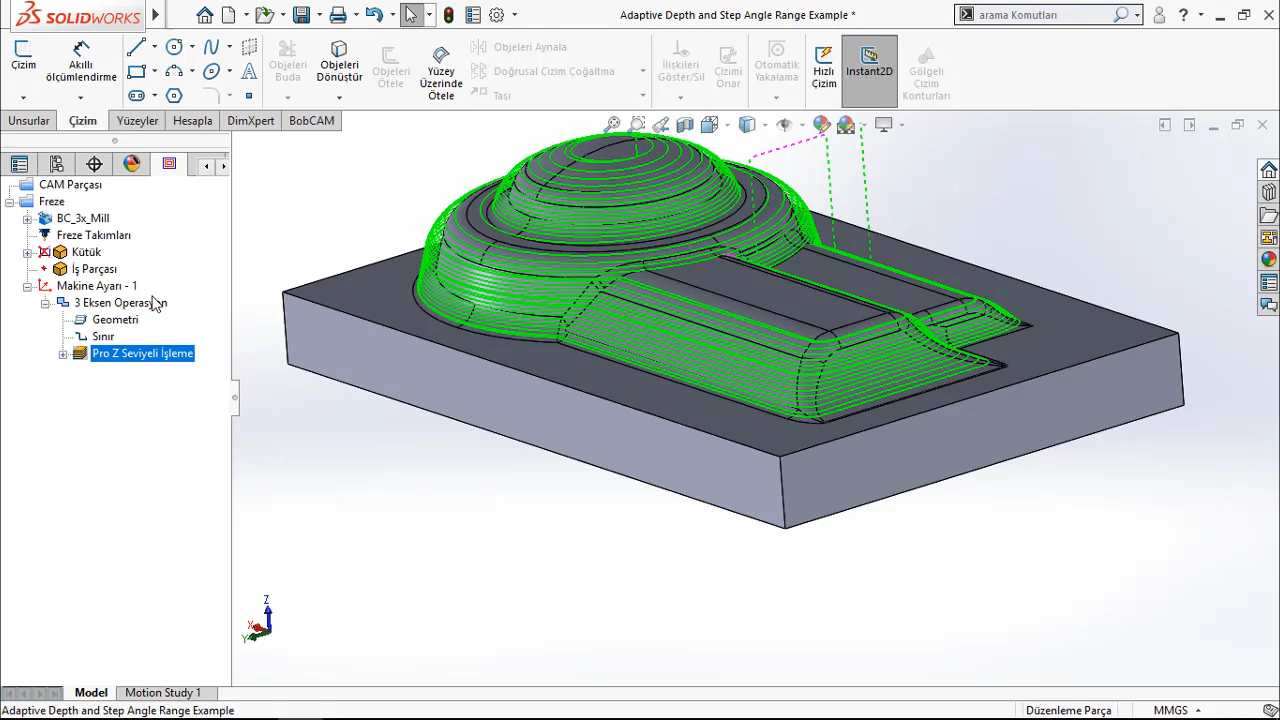 SOLIDWORKS
Adaptive Depth and Step Angle Range Example *
arama Komutları
Çizim
Akıllı ölçümlendirme
Objeleri Buda
Objeleri Dönüştür
Objeleri Ötele
Yüzey Üzerinde Ötele
Objeleri Aynala
Doğrusal Çizim Çoğaltma
Taşı
İlişkileri Göster/Sil
Çizimi Onar
Otomatik Yakalama
Hızlı Çizim
Instant2D
Gölgeli Çizim Konturları
Unsurlar
Çizim
Yüzeyler
Hesapla
DimXpert
BobCAM
CAM Parçası
Freze
BC_3x_Mill
Freze Takımları
Kütük
İş Parçası
Makine Ayarı - 1
3 Eksen Operasyon
Geometri
Sınır
Pro Z Seviyeli İşleme
Z
X
Y
Model
Motion Study 1
Adaptive Depth and Step Angle Range Example
Düzenleme Parça
MMGS